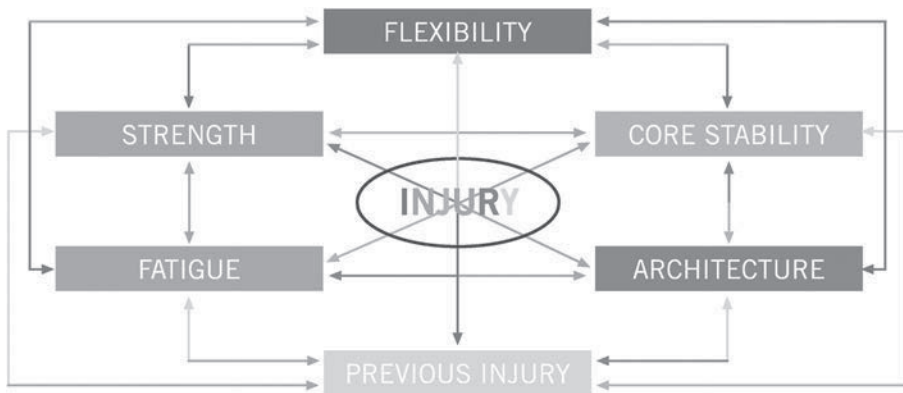 FLEXIBILITY
STRENGTH
CORE STABILITY
INJURY
FATIGUE
ARCHITECTURE
PREVIOUS INJURY